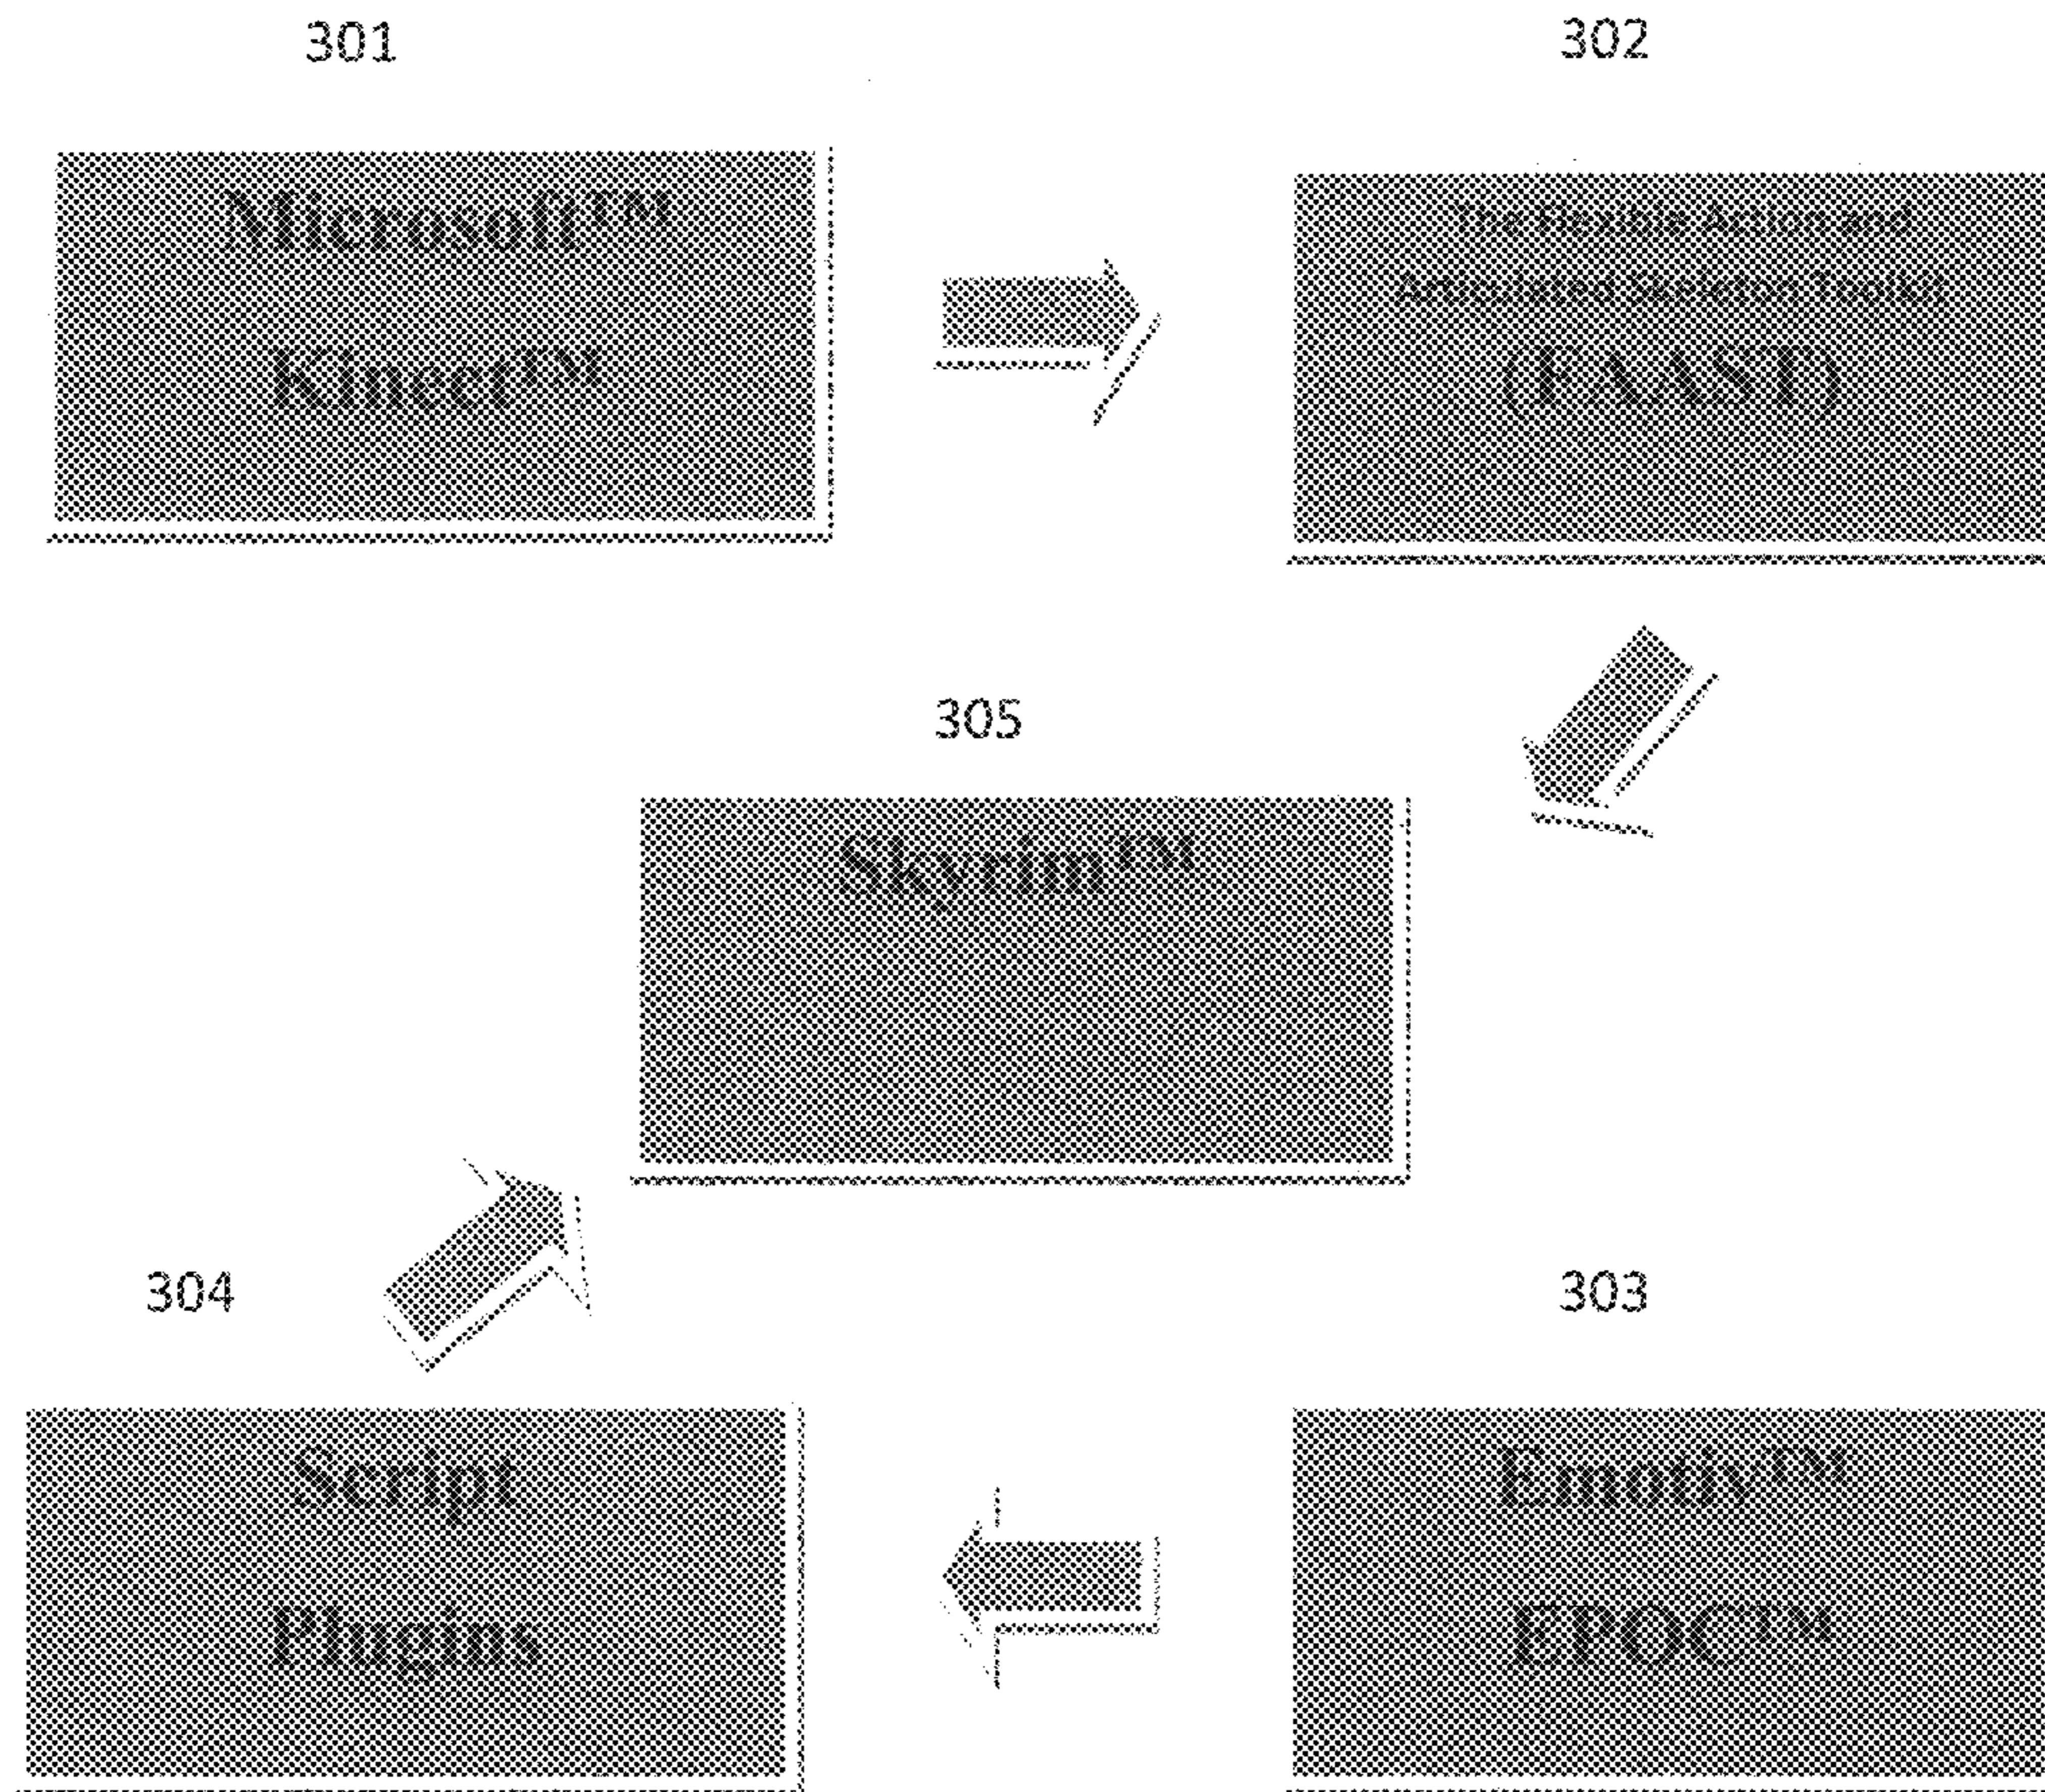 301
302
Microsoft™
Kinect™
The Flexible Action and
Articulated Skeleton Toolkit
(FAAST)
305
Skyrim™
304
303
Script
Plugins
Emotiv™
EPOC™